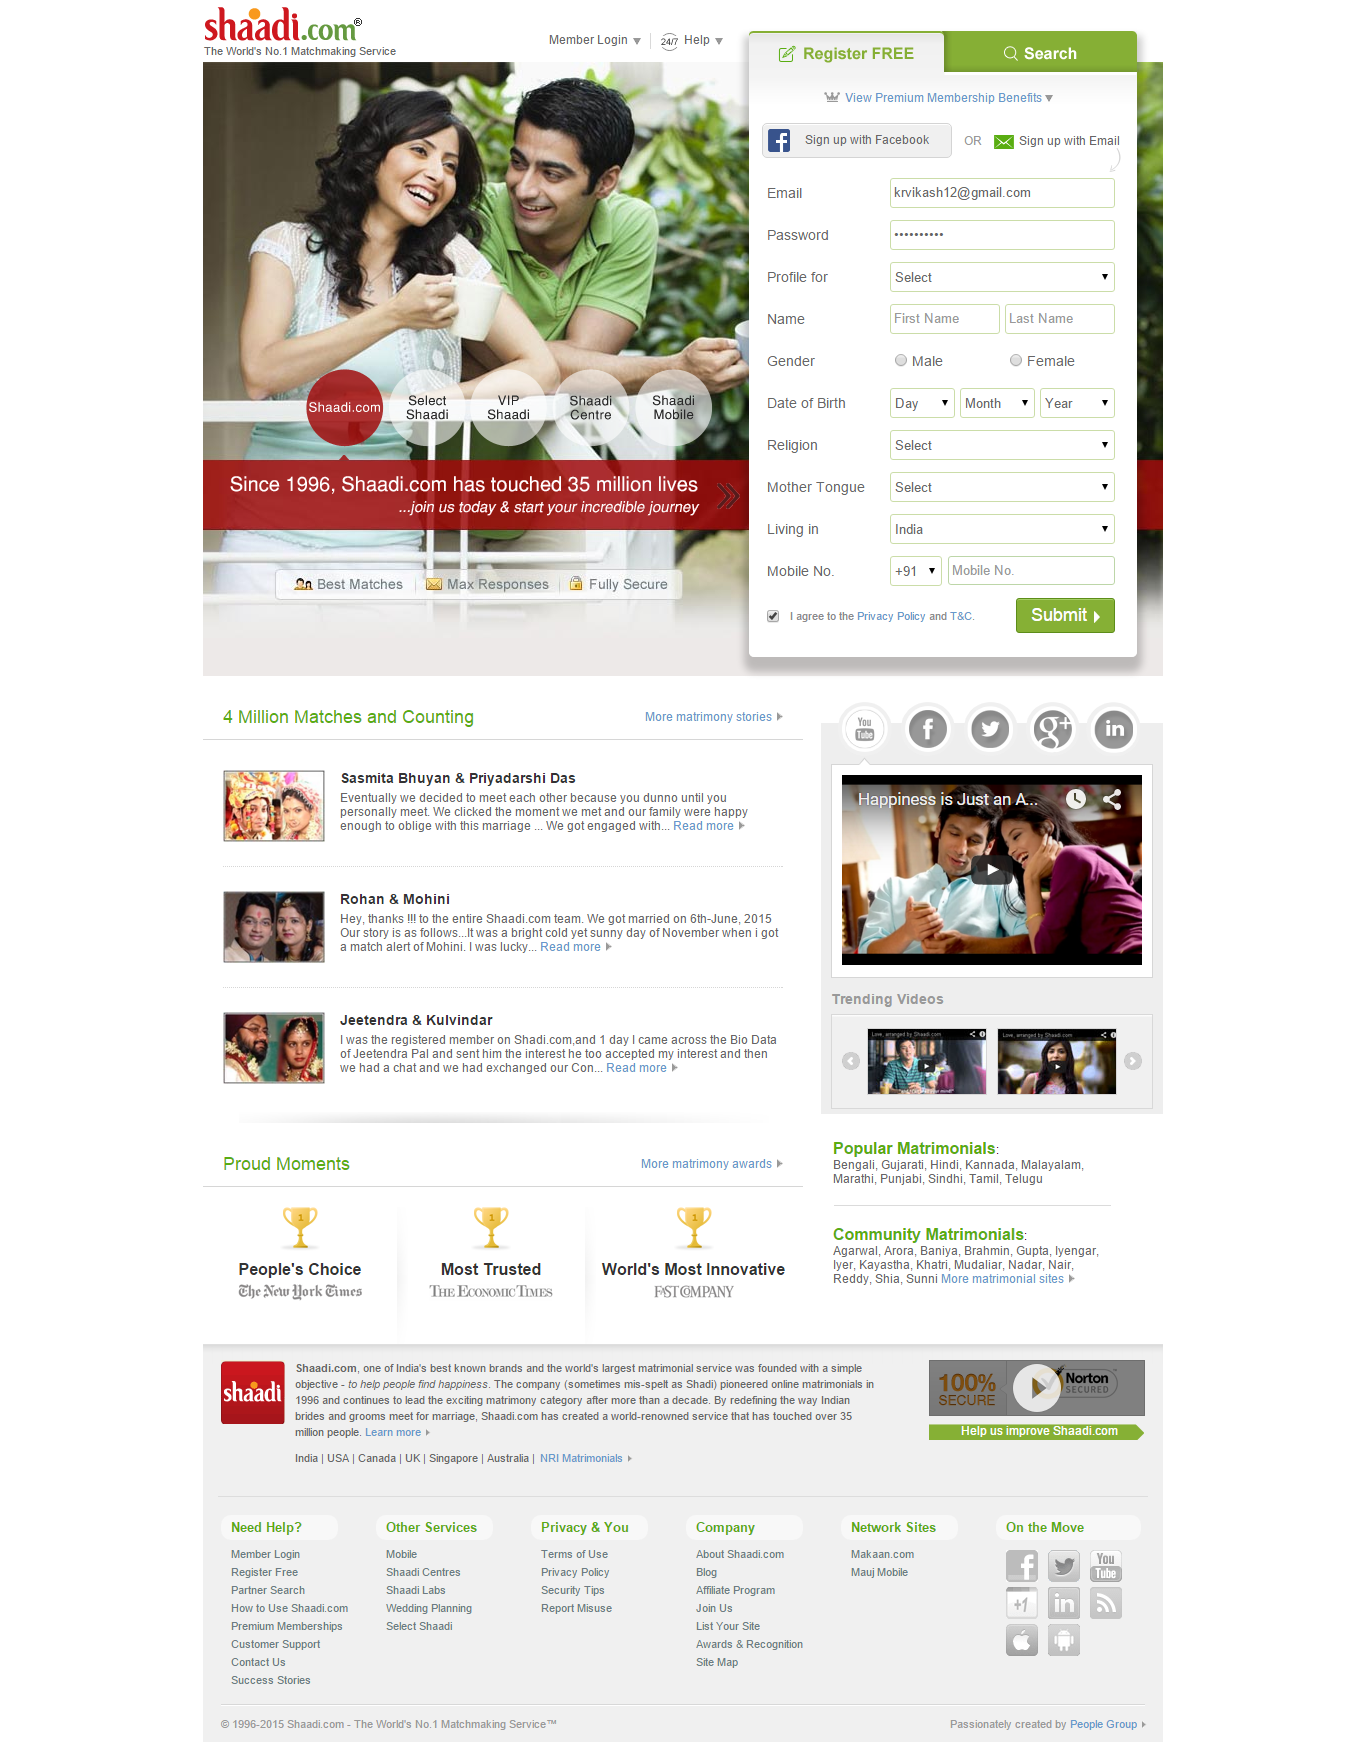 shaadi.com®
The World's No.1 Matchmaking Service
Member Login
24/7 Help
Register FREE
Search
View Premium Membership Benefits
Sign up with Facebook
OR
Sign up with Email
Email
krvikash12@gmail.com
Password
••••••••••
Profile for
Select
Name
First Name
Last Name
Gender
Male
Female
Date of Birth
Day
Month
Year
Religion
Select
Mother Tongue
Select
Living in
India
Mobile No.
+91
Mobile No.
I agree to the Privacy Policy and T&C.
Submit
Shaadi.com
Select
Shaadi
VIP
Shaadi
Shaadi
Centre
Shaadi
Mobile
Since 1996, Shaadi.com has touched 35 million lives
...join us today & start your incredible journey
Best Matches
Max Responses
Fully Secure
4 Million Matches and Counting
More matrimony stories
Sasmita Bhuyan & Priyadarshi Das
Eventually we decided to meet each other because you dunno until you
personally meet. We clicked the moment we met and our family were happy
enough to oblige with this marriage ... We got engaged with... Read more
Rohan & Mohini
Hey, thanks !!! to the entire Shaadi.com team. We got married on 6th-June, 2015
Our story is as follows...It was a bright cold yet sunny day of November when i got
a match alert of Mohini. I was lucky... Read more
Jeetendra & Kulvindar
I was the registered member on Shadi.com,and 1 day I came across the Bio Data
of Jeetendra Pal and sent him the interest he too accepted my interest and then
we had a chat and we had exchanged our Con... Read more
You
Tube
f
g+
in
Happiness is Just an A...
Trending Videos
Love, arranged by Shaadi.com
Love, arranged by Shaadi.com
Proud Moments
More matrimony awards
1
People's Choice
The New York Times
1
Most Trusted
THE ECONOMIC TIMES
1
World's Most Innovative
FAST COMPANY
Popular Matrimonials:
Bengali, Gujarati, Hindi, Kannada, Malayalam,
Marathi, Punjabi, Sindhi, Tamil, Telugu
Community Matrimonials:
Agarwal, Arora, Baniya, Brahmin, Gupta, Iyengar,
Iyer, Kayastha, Khatri, Mudaliar, Nadar, Nair,
Reddy, Shia, Sunni More matrimonial sites
shaadi
Shaadi.com, one of India's best known brands and the world's largest matrimonial service was founded with a simple
objective - to help people find happiness. The company (sometimes mis-spelt as Shadi) pioneered online matrimonials in
1996 and continues to lead the exciting matrimony category after more than a decade. By redefining the way Indian
brides and grooms meet for marriage, Shaadi.com has created a world-renowned service that has touched over 35
million people. Learn more
India | USA | Canada | UK | Singapore | Australia | NRI Matrimonials
100%
SECURE
Norton
SECURED
Help us improve Shaadi.com
Need Help?
Member Login
Register Free
Partner Search
How to Use Shaadi.com
Premium Memberships
Customer Support
Contact Us
Success Stories
Other Services
Mobile
Shaadi Centres
Shaadi Labs
Wedding Planning
Select Shaadi
Privacy & You
Terms of Use
Privacy Policy
Security Tips
Report Misuse
Company
About Shaadi.com
Blog
Affiliate Program
Join Us
List Your Site
Awards & Recognition
Site Map
Network Sites
Makaan.com
Mauj Mobile
On the Move
f
You
Tube
+1
in
© 1996-2015 Shaadi.com - The World's No.1 Matchmaking Service™
Passionately created by People Group